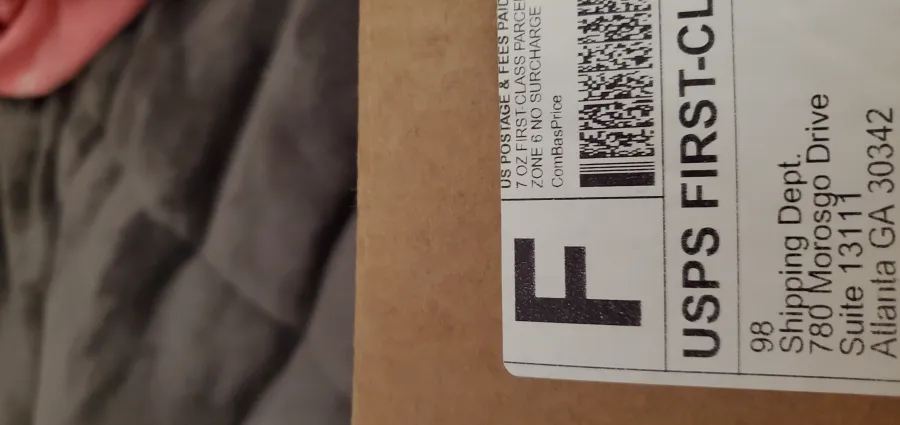 US POSTAGE & FEES PAID
7 OZ FIRST-CLASS PARCEL
ZONE 6 NO SURCHARGE
ComBasPrice
F
USPS FIRST-CL
98
Shipping Dept.
780 Morosgo Drive
Suite 13111
Atlanta GA 30342